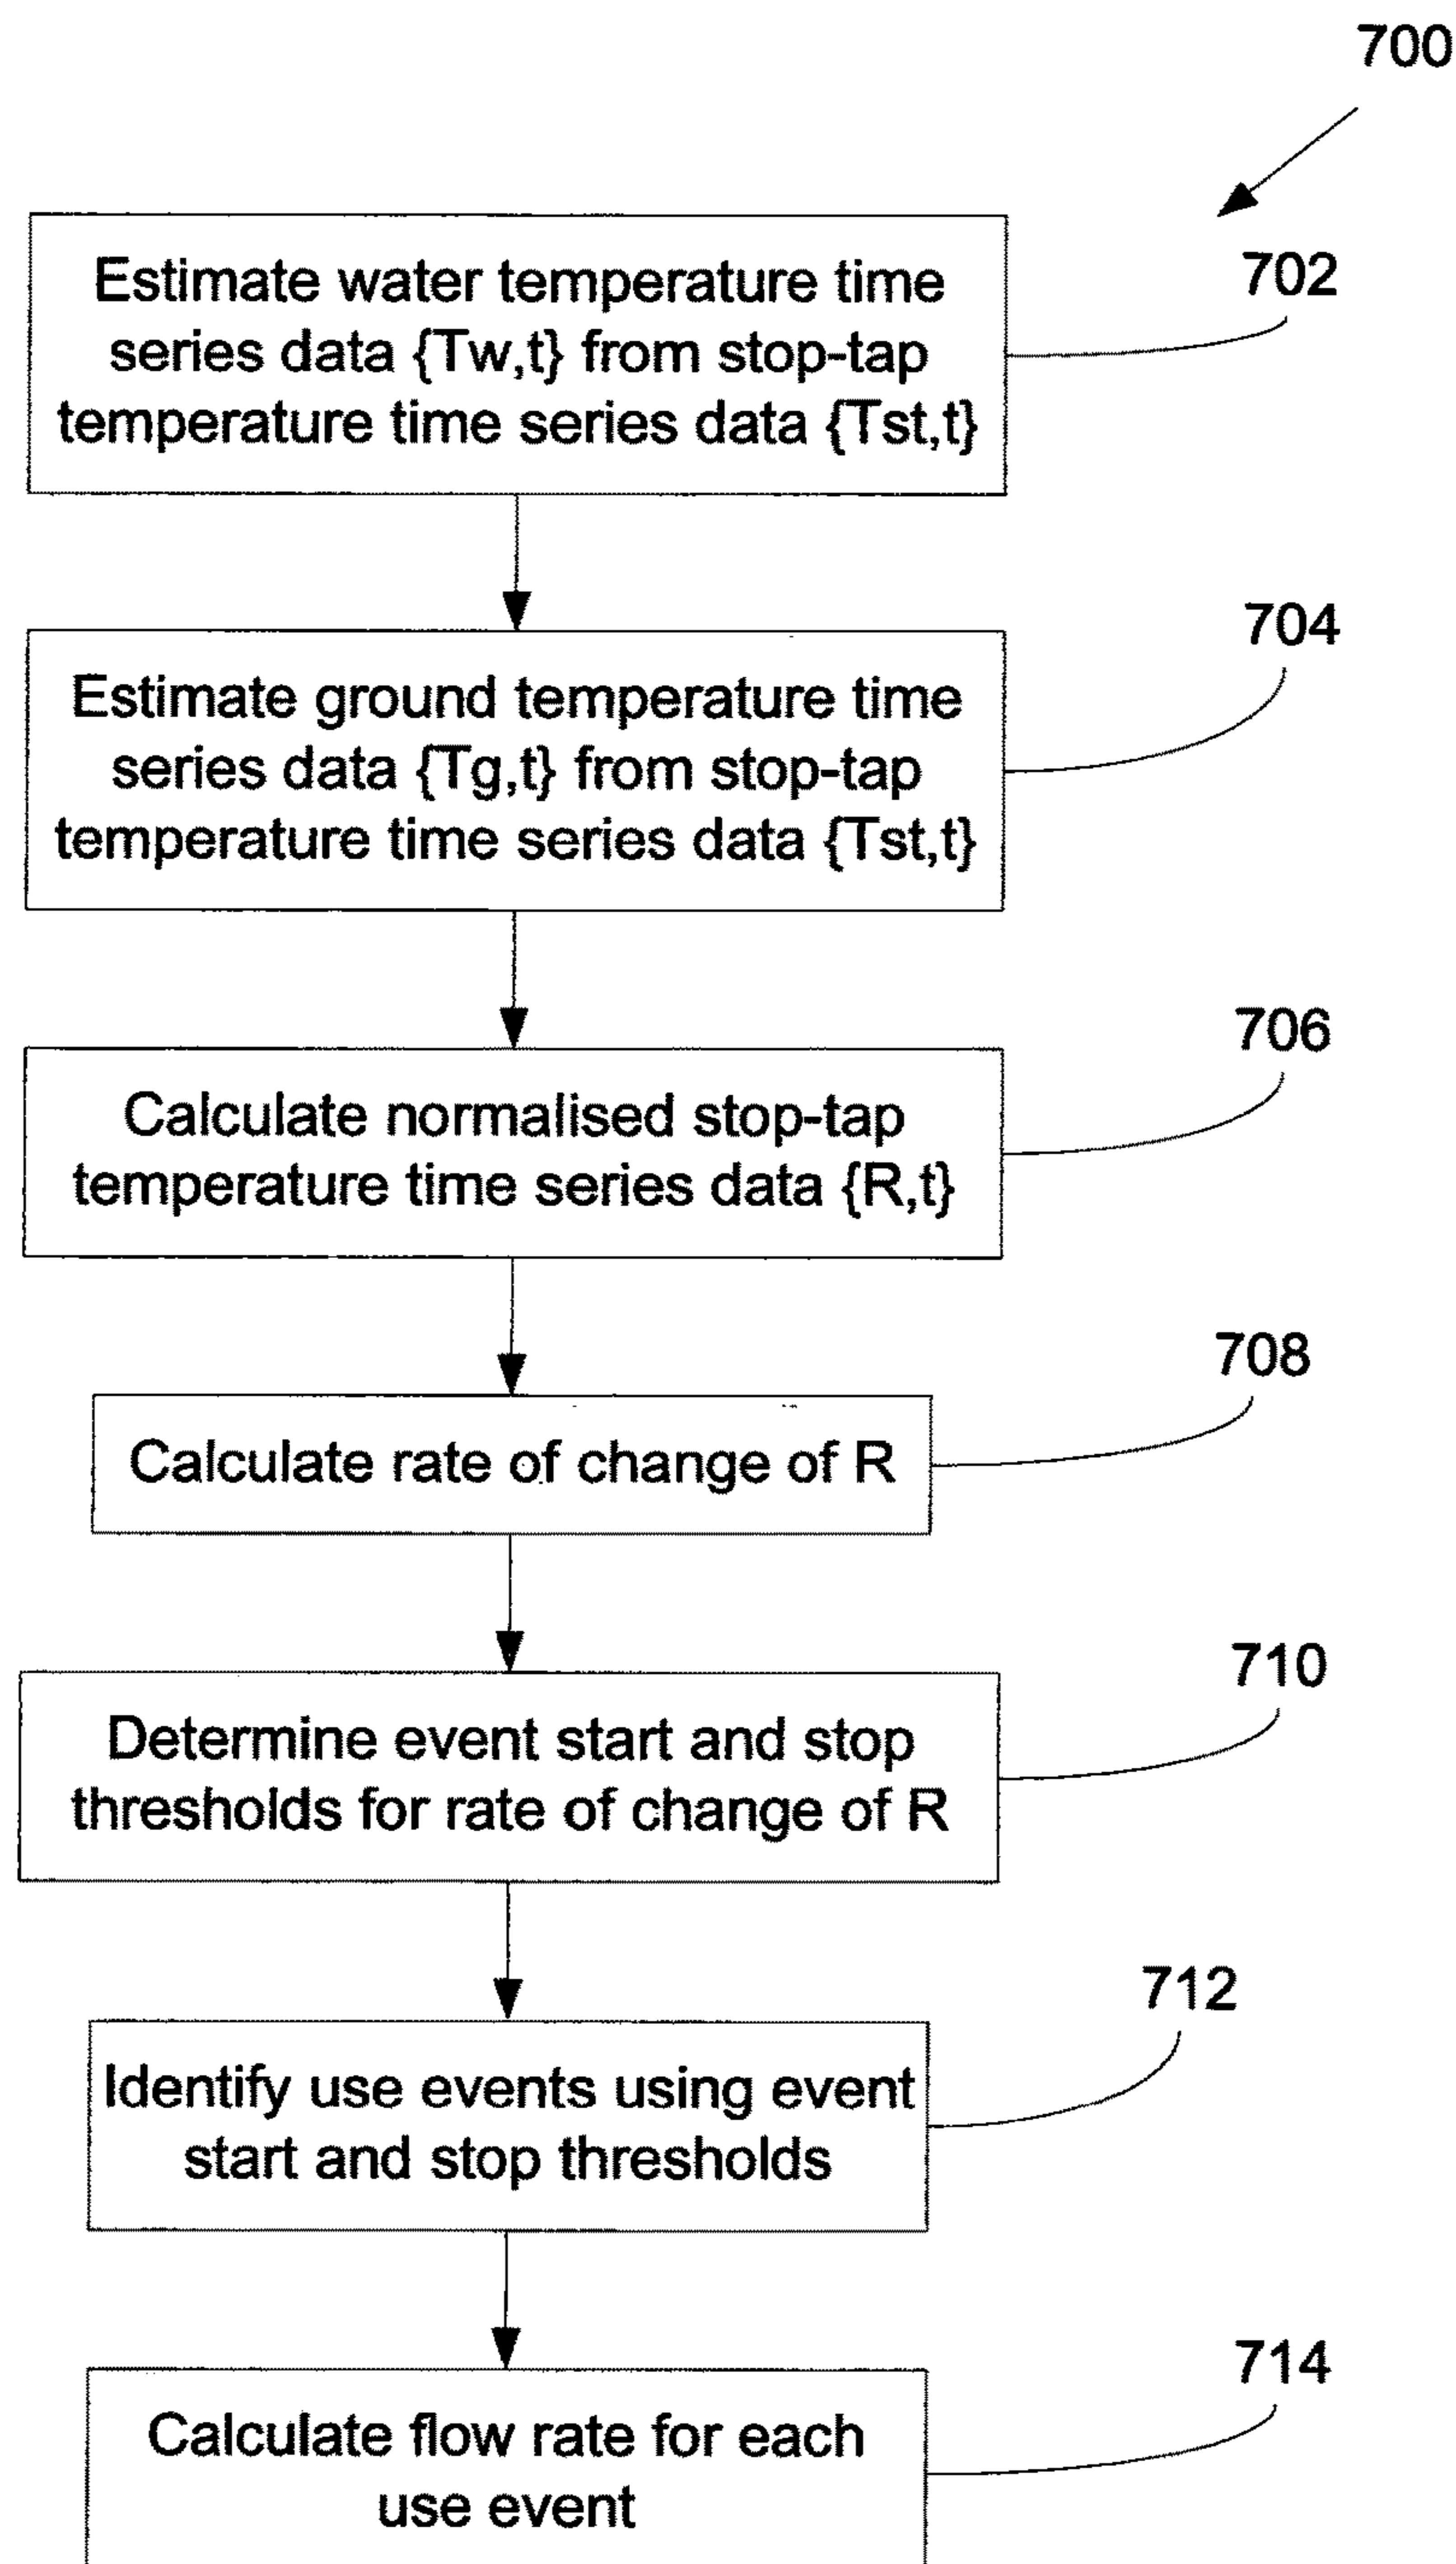 700
Estimate water temperature time
series data {Tw,t} from stop-tap
temperature time series data {Tst,t}
702
Estimate ground temperature time
series data {Tg,t} from stop-tap
temperature time series data {Tst,t}
704
Calculate normalised stop-tap
temperature time series data {R,t}
706
Calculate rate of change of R
708
Determine event start and stop
thresholds for rate of change of R
710
Identify use events using event
start and stop thresholds
712
Calculate flow rate for each
use event
714